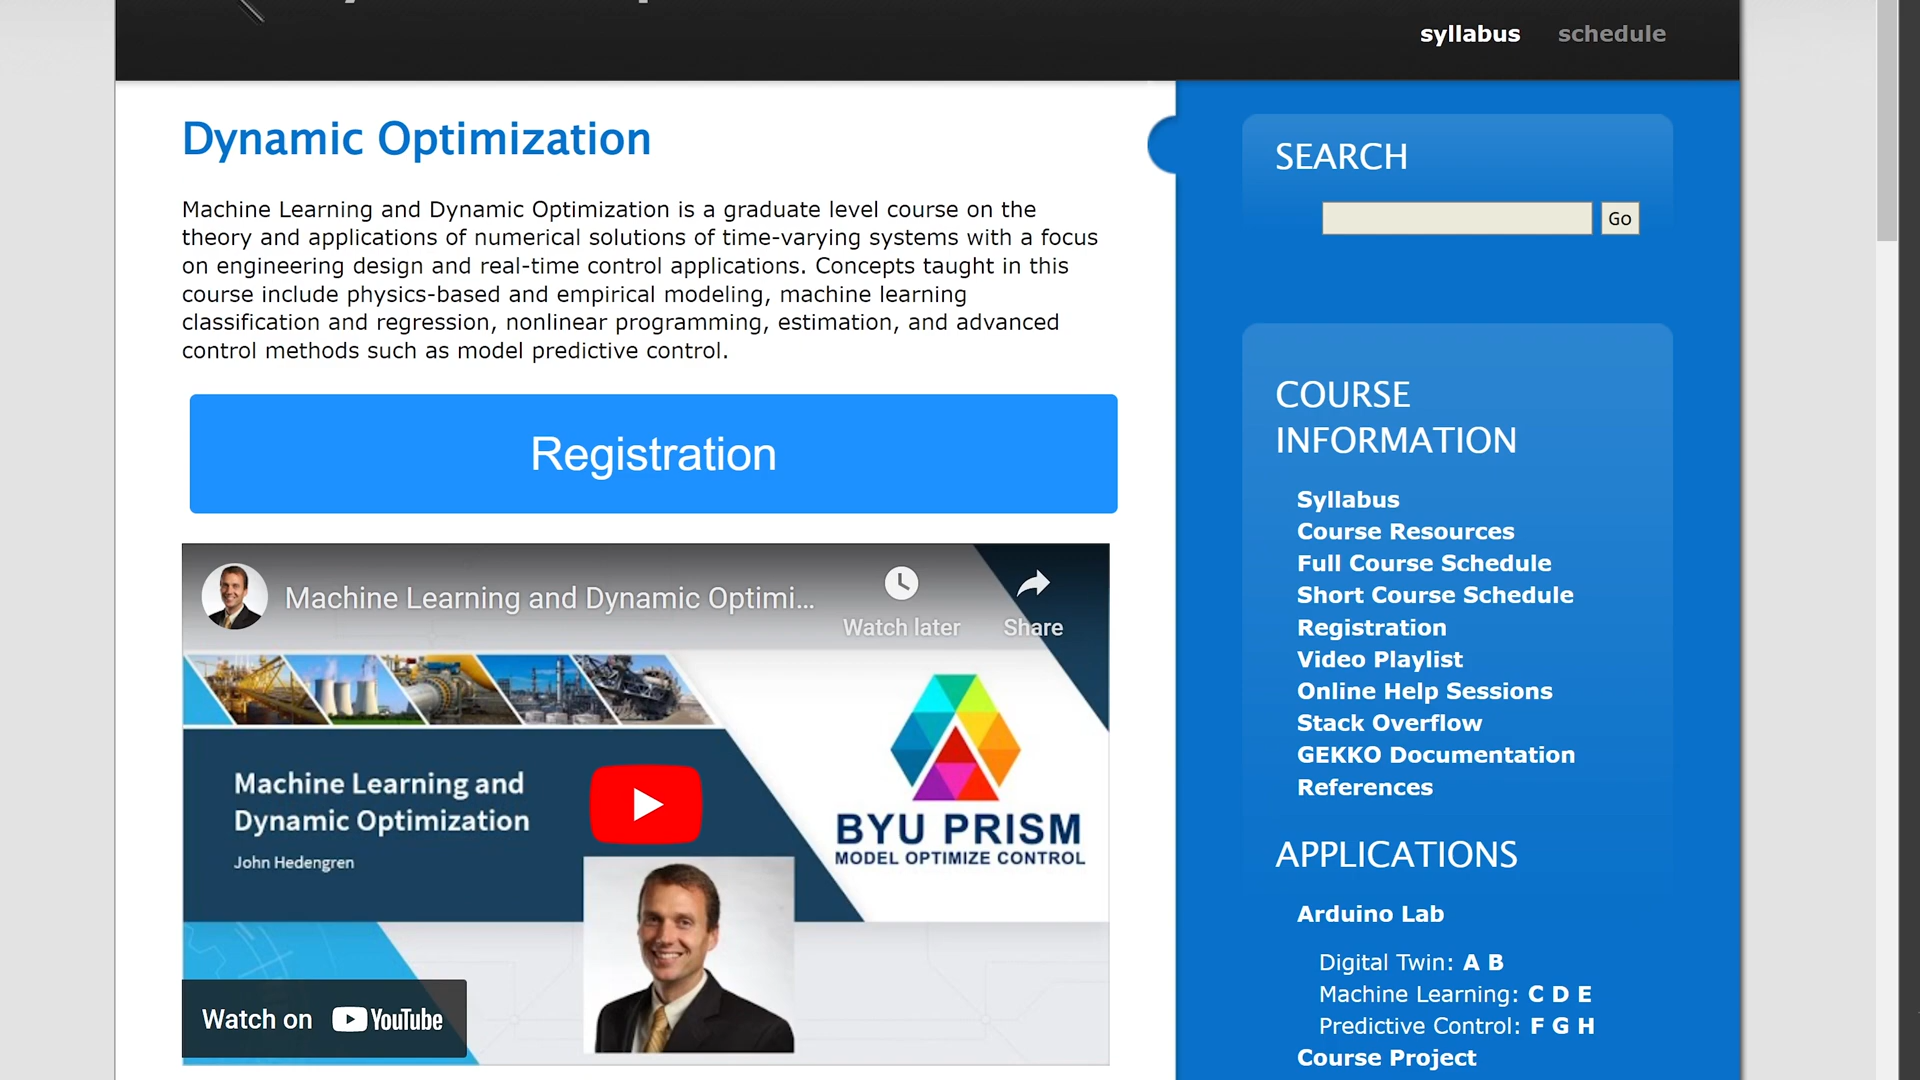 syllabus schedule
Dynamic Optimization
Machine Learning and Dynamic Optimization is a graduate level course on the
theory and applications of numerical solutions of time-varying systems with a focus
on engineering design and real-time control applications. Concepts taught in this
course include physics-based and empirical modeling, machine learning
classification and regression, nonlinear programming, estimation, and advanced
control methods such as model predictive control.
Registration
Machine Learning and Dynamic Optimi...
Watch later
Share
Machine Learning and
Dynamic Optimization
John Hedengren
BYU PRISM
MODEL OPTIMIZE CONTROL
Watch on YouTube
SEARCH
Go
COURSE
INFORMATION
Syllabus
Course Resources
Full Course Schedule
Short Course Schedule
Registration
Video Playlist
Online Help Sessions
Stack Overflow
GEKKO Documentation
References
APPLICATIONS
Arduino Lab
Digital Twin: A B
Machine Learning: C D E
Predictive Control: F G H
Course Project